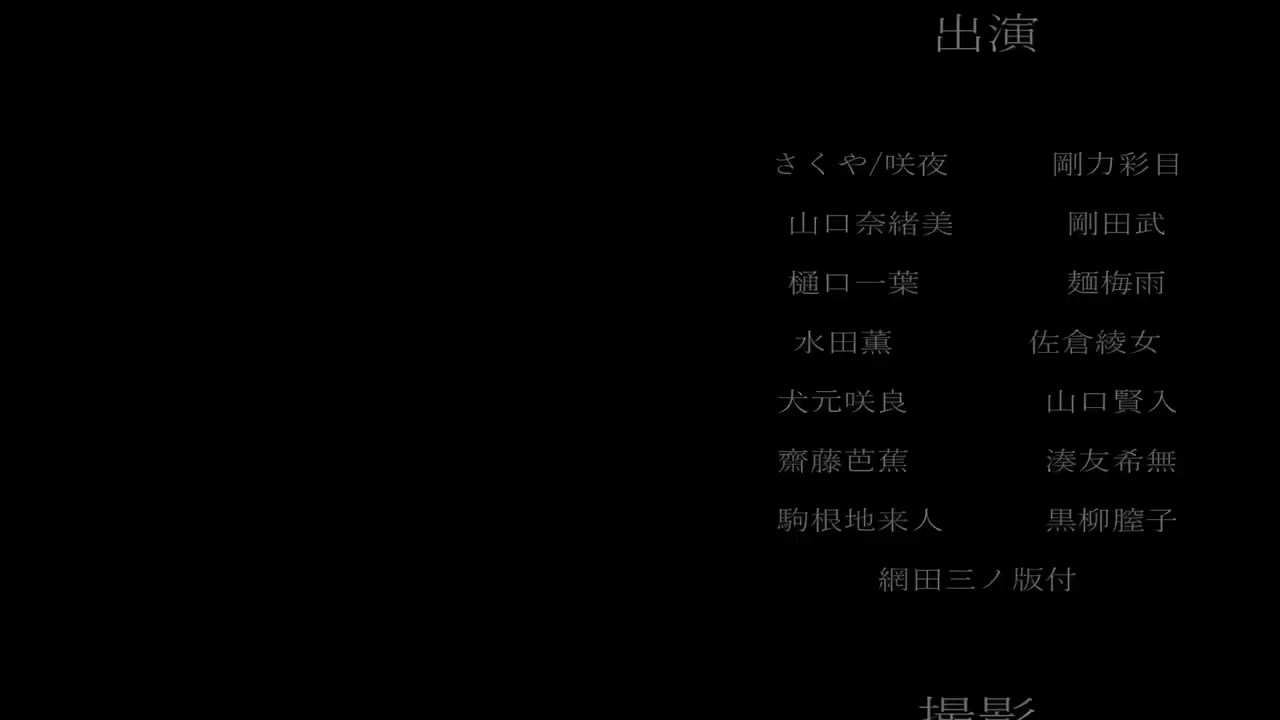 出演
さくや/咲夜 剛力彩目
山口奈緒美 剛田武
樋口一葉 麺梅雨
水田薫 佐倉綾女
犬元咲良 山口賢入
齋藤芭蕉 湊友希無
駒根地来人 黒柳膣子
網田三ノ版付
撮影